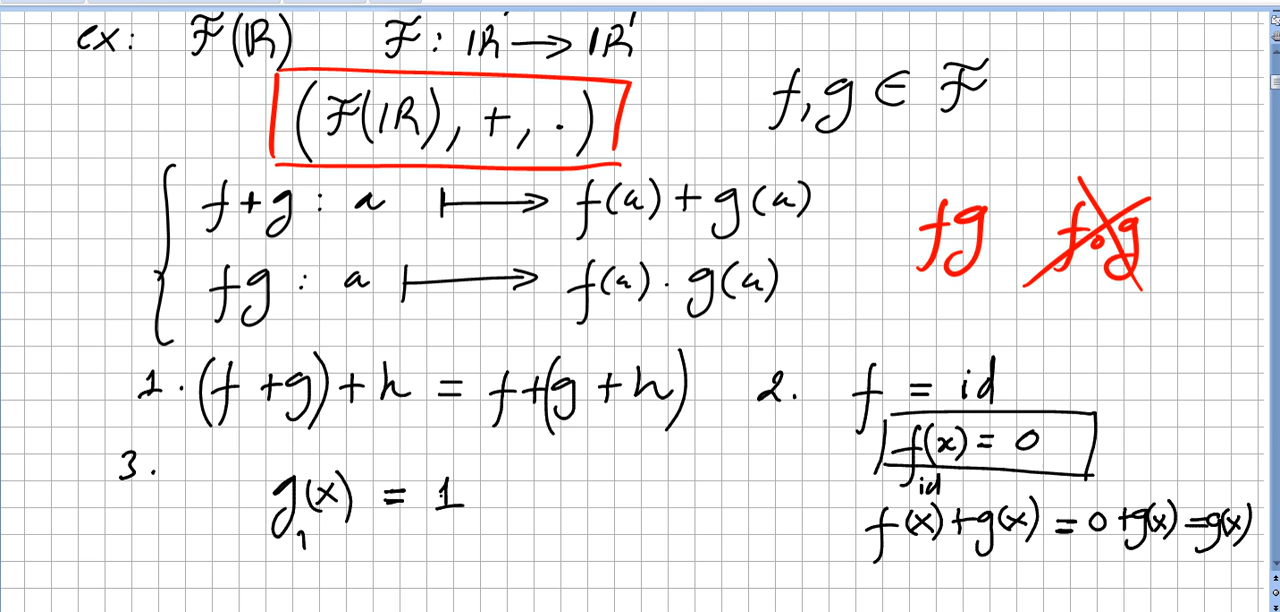 ex: ℱ(ℝ) ℱ: ℝ ⟶ ℝ
(ℱ(ℝ), +, ·)
f, g ∈ ℱ
f+g : a ⟼ f(a) + g(a)
fg : a ⟼ f(a) · g(a)
fg f∘g
1. (f + g) + h = f + (g + h)
2. f = id
f_id(x) = 0
f(x) + g(x) = 0 + g(x) = g(x)
3.
g_1(x) = 1